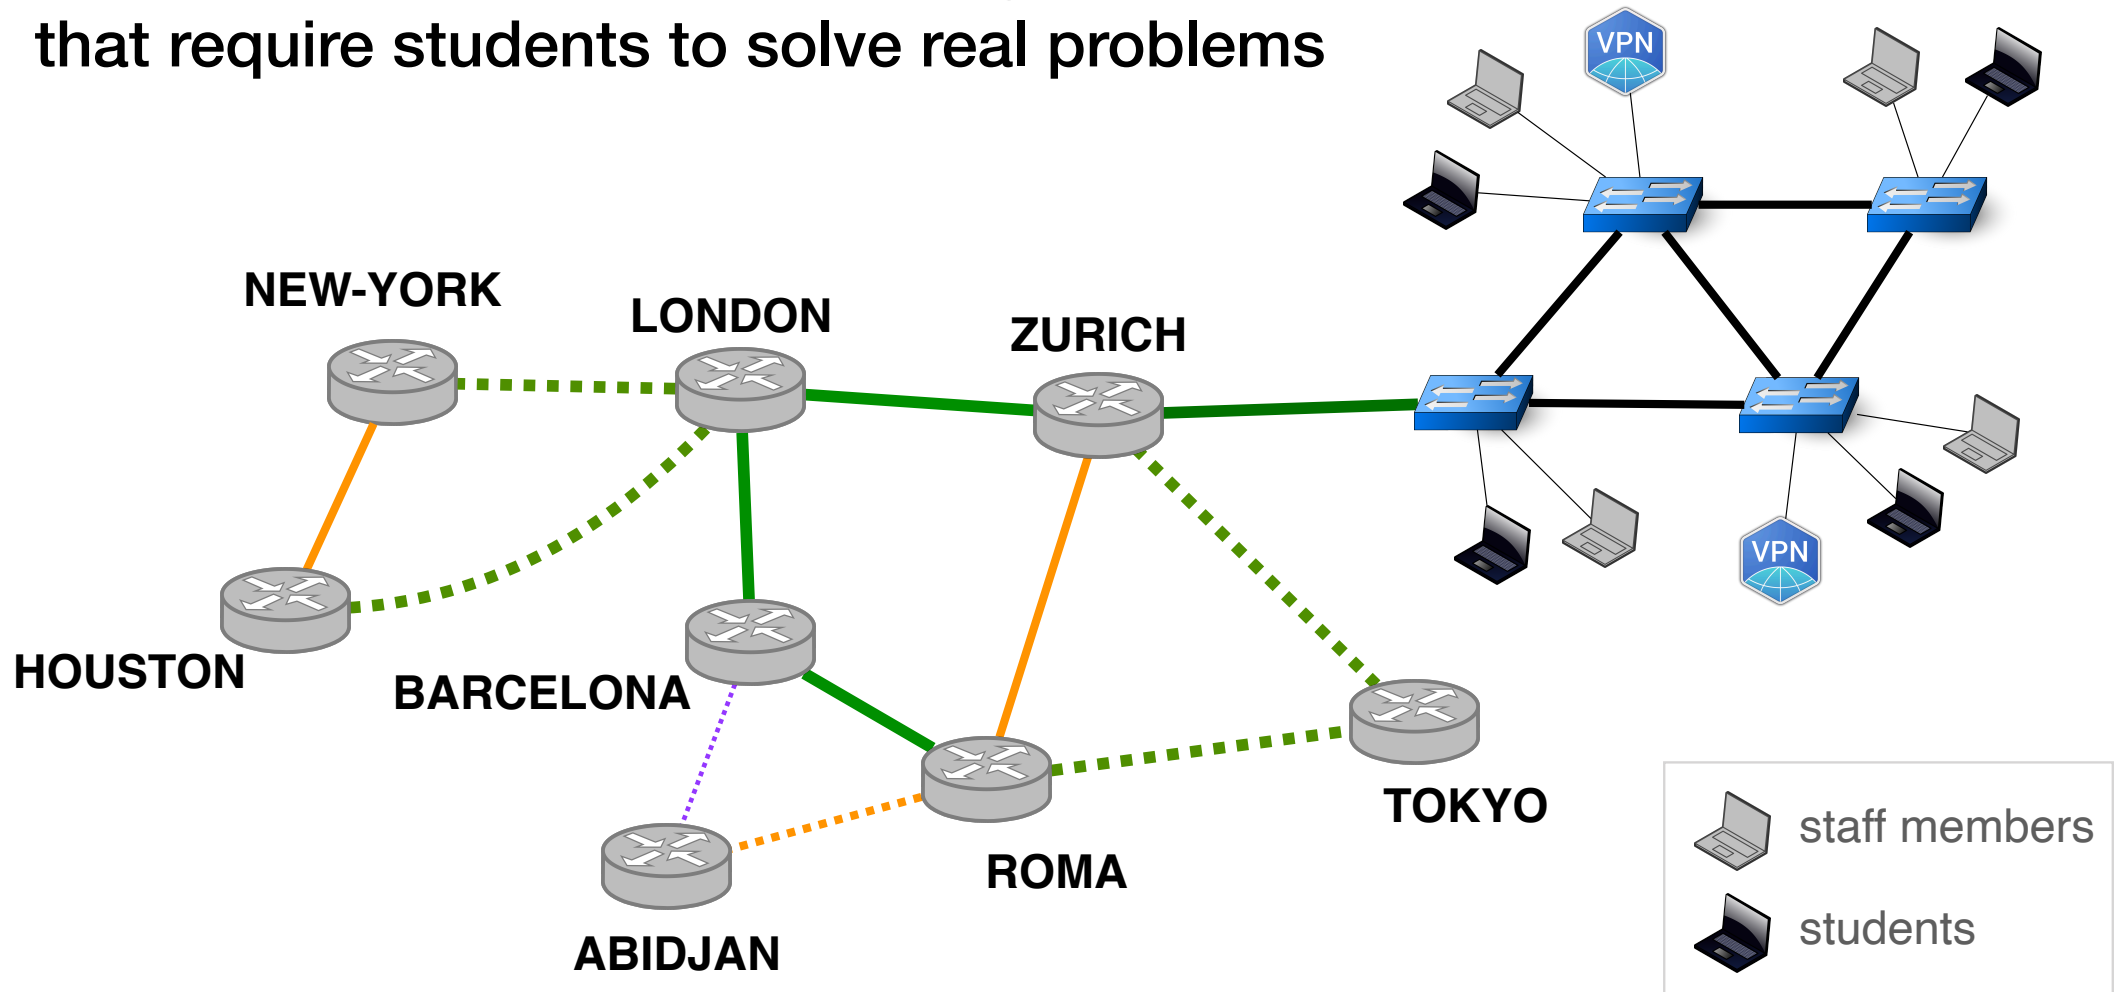 that require students to solve real problems
VPN
NEW-YORK
LONDON
ZURICH
HOUSTON
BARCELONA
VPN
TOKYO
ROMA
ABIDJAN
staff members
students